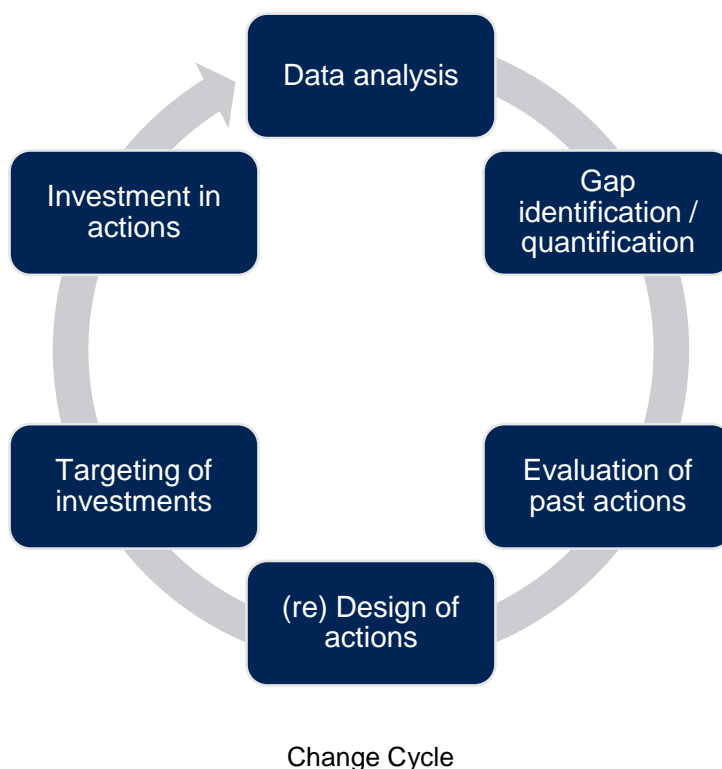 Data analysis
Gap
identification /
quantification
Evaluation of
past actions
(re) Design of
actions
Targeting of
investments
Investment in
actions
Change Cycle